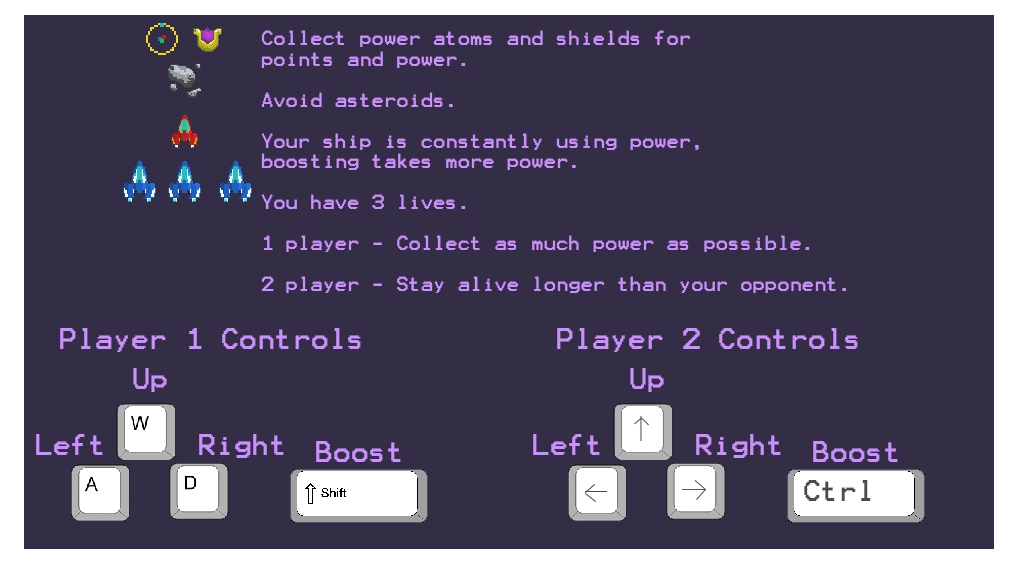 Collect power atoms and shields for
points and power.
Avoid asteroids.
Your ship is constantly using power,
boosting takes more power.
You have 3 lives.
1 player - Collect as much power as possible.
2 player - Stay alive longer than your opponent.
Player 1 Controls
Up
W
Left
Right
Boost
A
D
⇧ Shift
Player 2 Controls
Up
↑
Left
Right
Boost
←
→
Ctrl